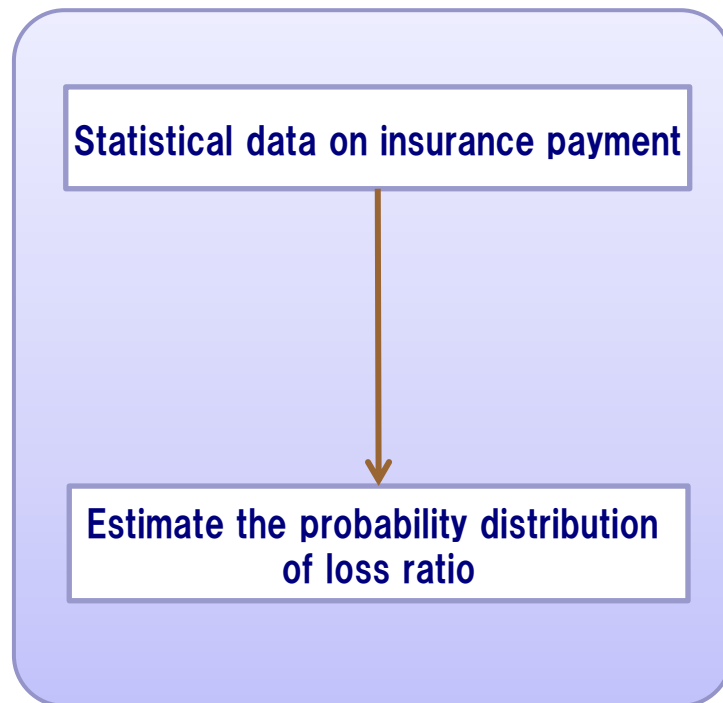 Statistical data on insurance payment
Estimate the probability distribution
of loss ratio